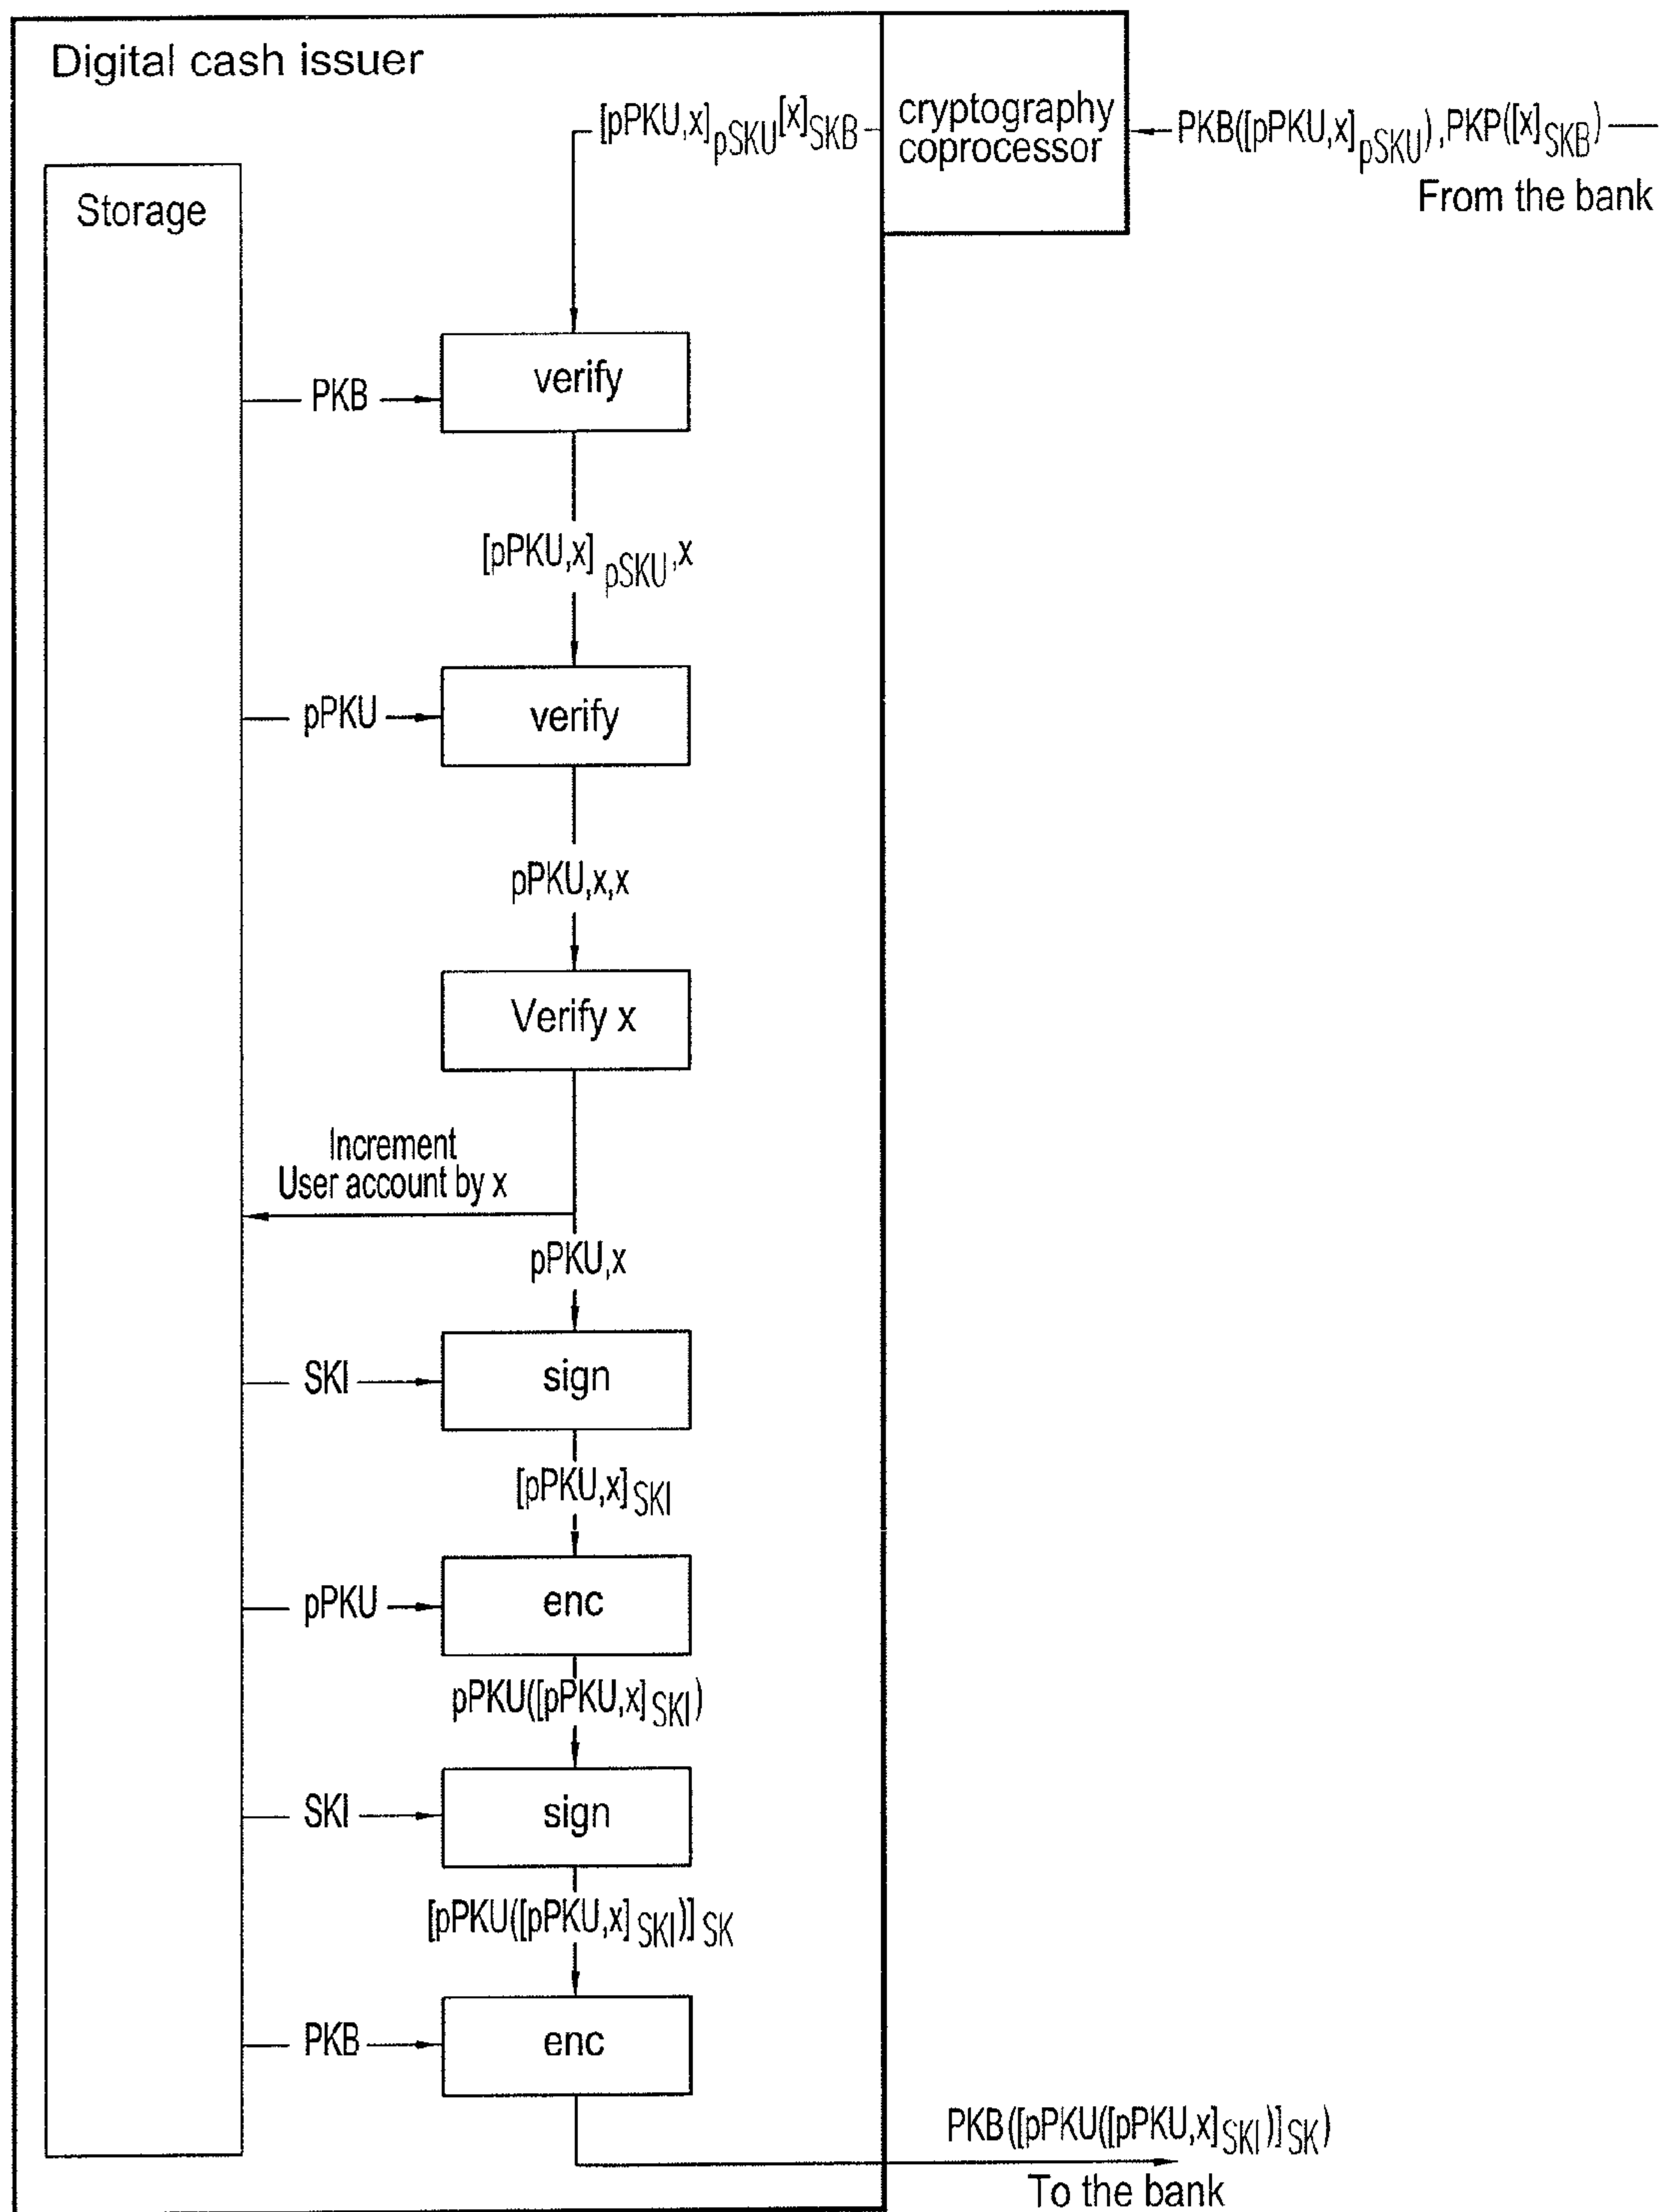 Digital cash issuer
Storage
[pPKU,x]pSKU[x]SKB
cryptography
coprocessor
PKB([pPKU,x]pSKU),PKP([x]SKB)
From the bank
PKB
verify
[pPKU,x]pSKU,x
pPKU
verify
pPKU,x,x
Verify x
Increment
User account by x
pPKU,x
SKI
sign
[pPKU,x]SKI
pPKU
enc
pPKU([pPKU,x]SKI)
SKI
sign
[pPKU([pPKU,x]SKI)]SK
PKB
enc
PKB([pPKU([pPKU,x]SKI)]SK)
To the bank